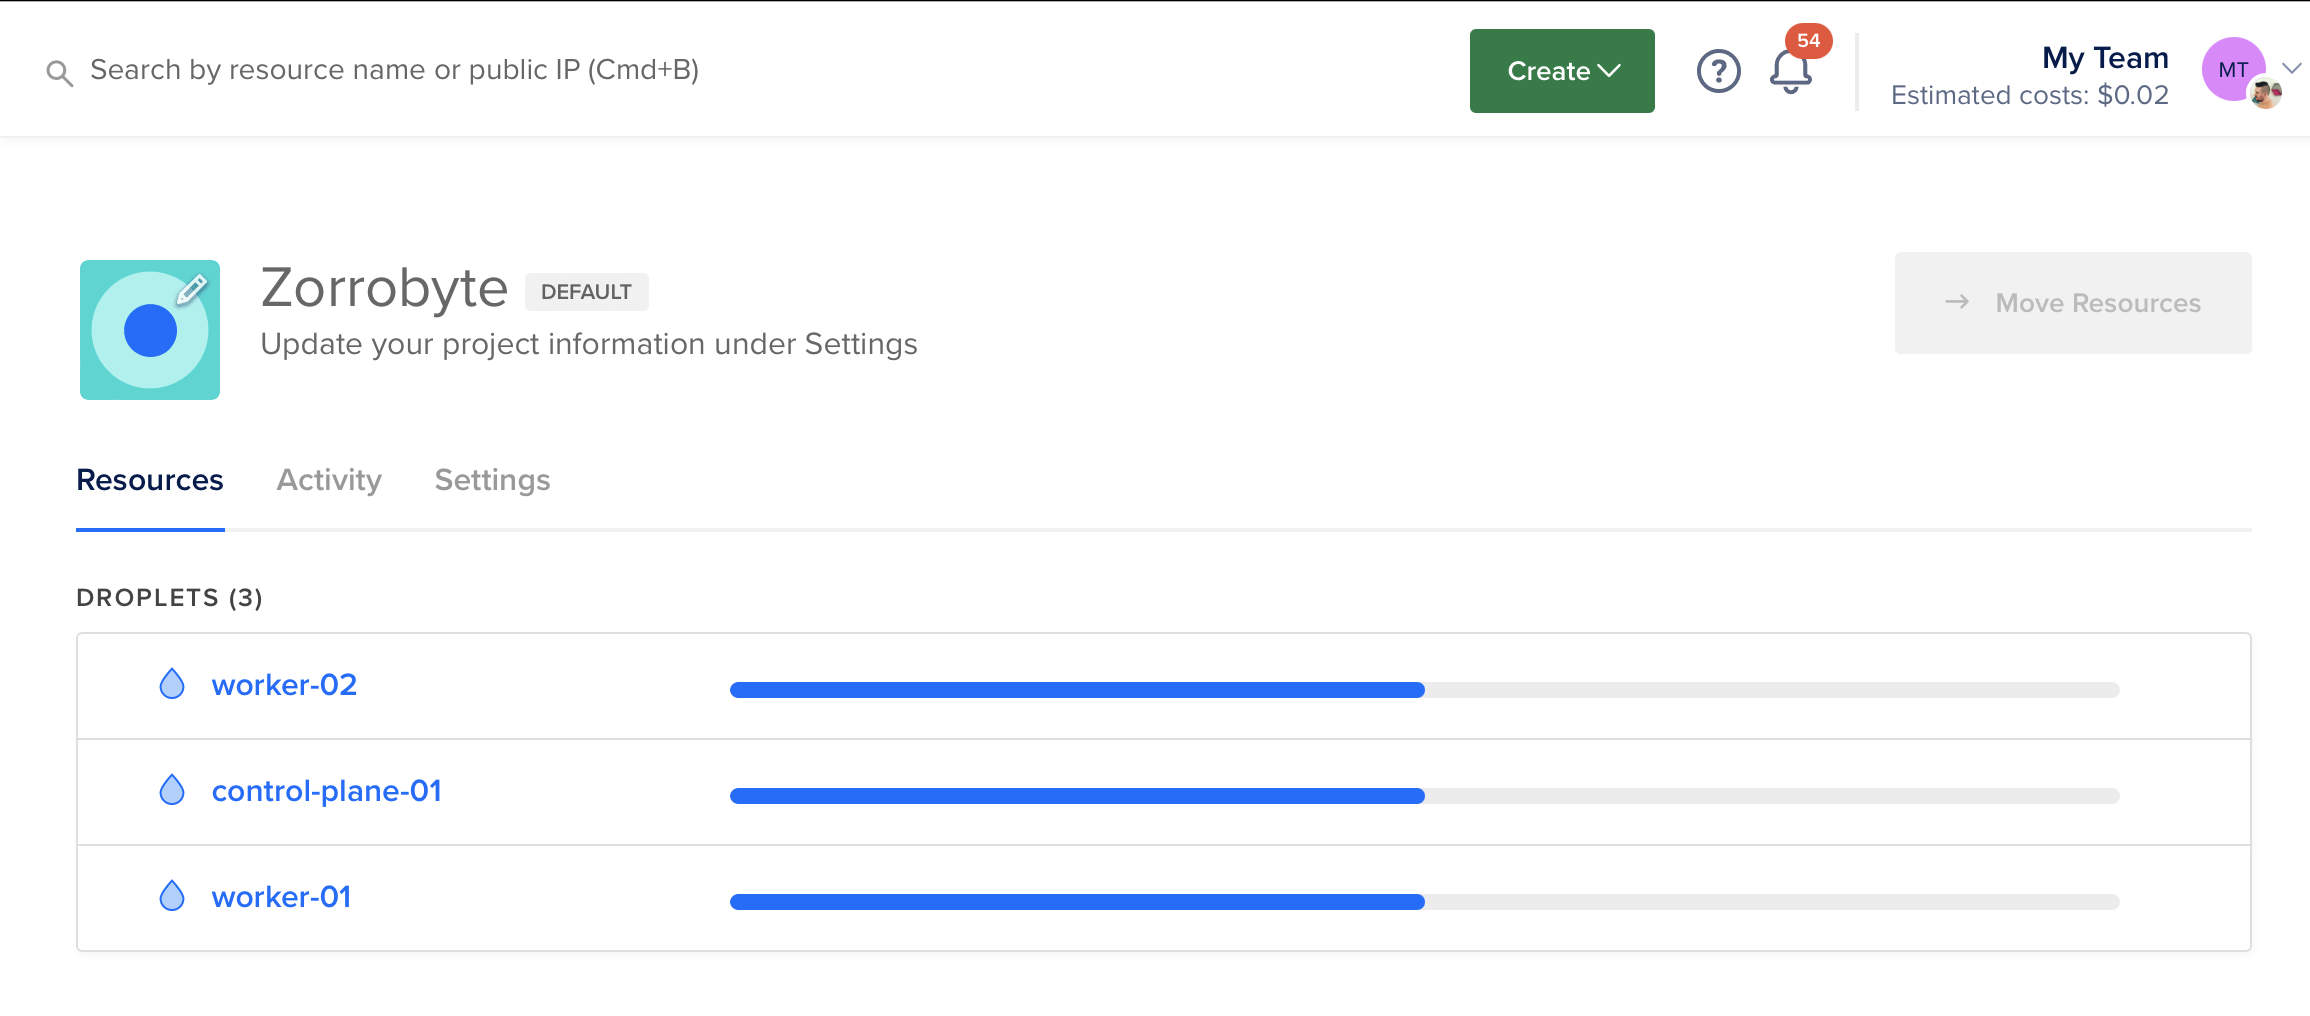 Search by resource name or public IP (Cmd+B)
Create
?
54
My Team
Estimated costs: $0.02
MT
Zorrobyte
DEFAULT
Update your project information under Settings
→ Move Resources
Resources
Activity
Settings
DROPLETS (3)
worker-02
control-plane-01
worker-01